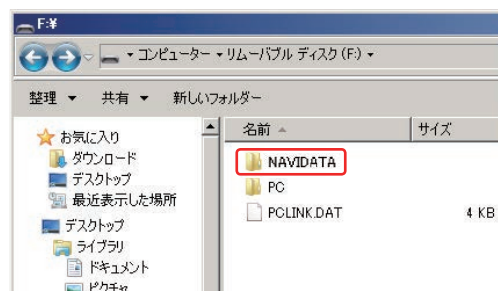 F:¥
コンピューター リムーバブル ディスク (F:)
整理 共有 新しいフォルダー
お気に入り
ダウンロード
デスクトップ
最近表示した場所
デスクトップ
ライブラリ
ドキュメント
ピクチャ
名前 サイズ
NAVIDATA
PC
PCLINK.DAT 4 KB